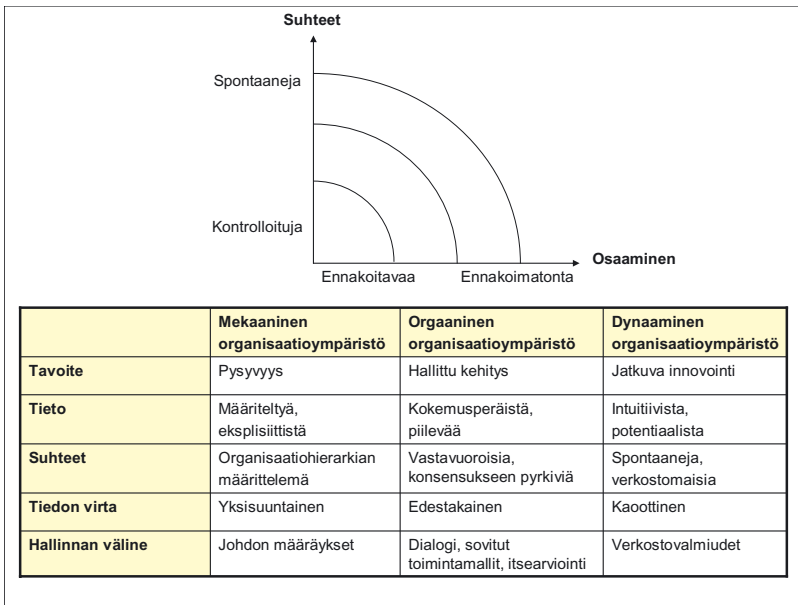 Suhteet
Spontaaneja
Kontrolloituja
Osaaminen
Ennakoitavaa
Ennakoimatonta
Mekaaninen
organisaatioympäristö
Orgaaninen
organisaatioympäristö
Dynaaminen
organisaatioympäristö
Tavoite
Pysyvyys
Hallittu kehitys
Jatkuva innovointi
Tieto
Määriteltyä,
eksplisiittistä
Kokemusperäistä,
piilevää
Intuitiivista,
potentiaalista
Suhteet
Organisaatiohierarkian
määrittelemä
Vastavuoroisia,
konsensukseen pyrkiviä
Spontaaneja,
verkostomaisia
Tiedon virta
Yksisuuntainen
Edestakainen
Kaoottinen
Hallinnan väline
Johdon määräykset
Dialogi, sovitut
toimintamallit, itsearviointi
Verkostovalmiudet